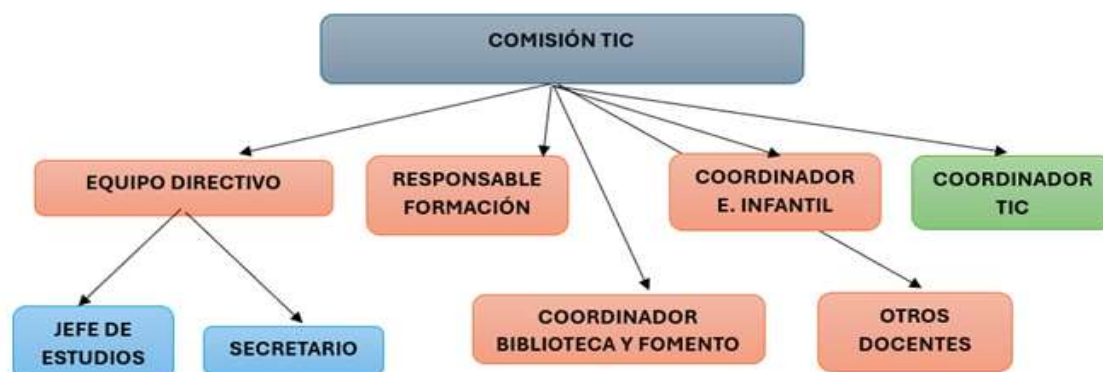 COMISIÓN TIC
EQUIPO DIRECTIVO
RESPONSABLE
FORMACIÓN
COORDINADOR
E. INFANTIL
COORDINADOR
TIC
JEFE DE
ESTUDIOS
SECRETARIO
COORDINADOR
BIBLIOTECA Y FOMENTO
OTROS
DOCENTES